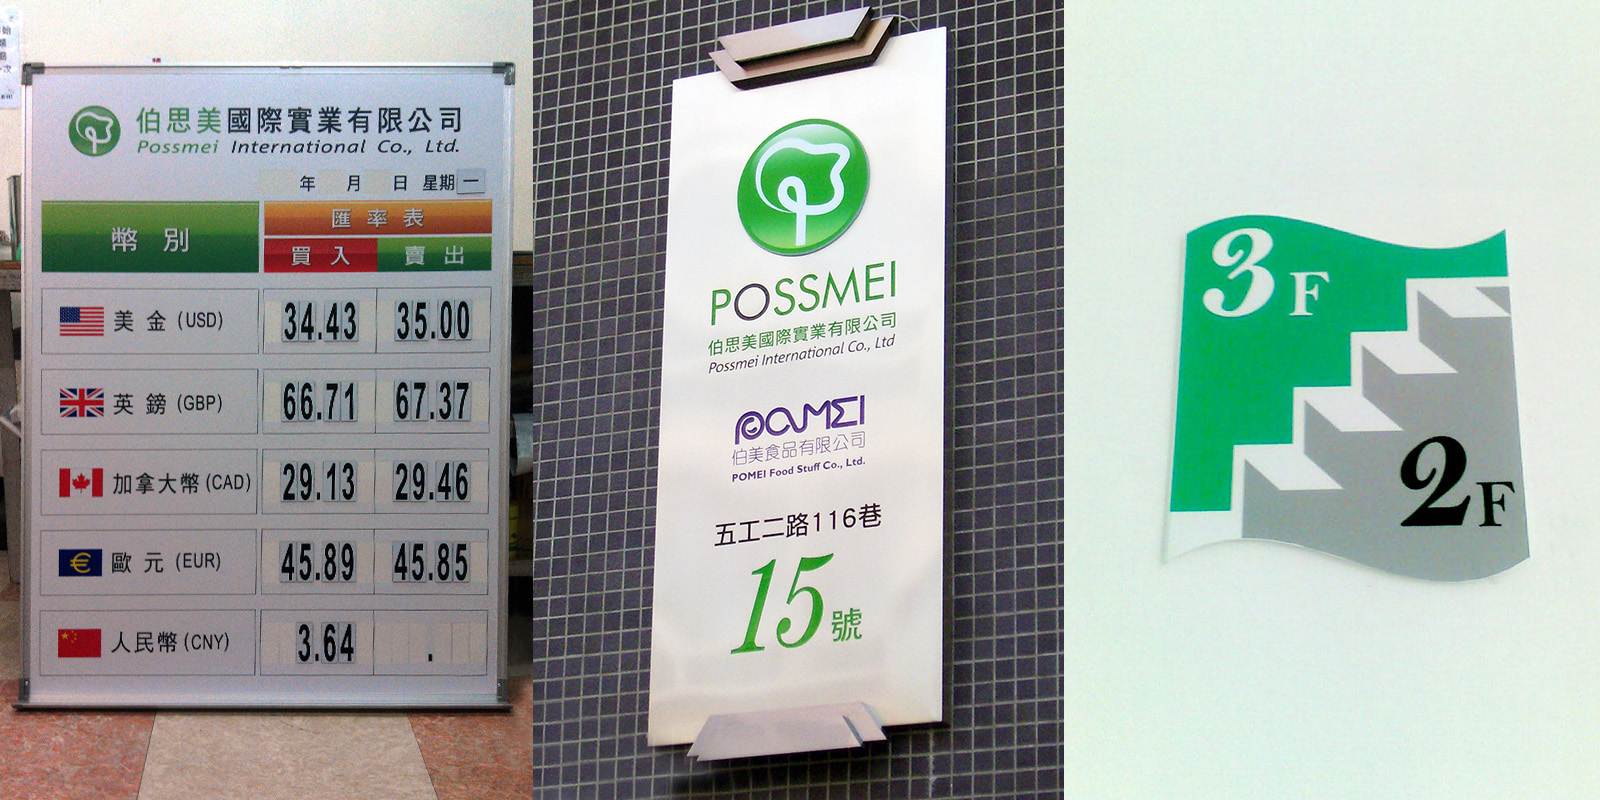 伯思美國際實業有限公司
Possmei International Co., Ltd.
年 月 日 星期一
幣別
匯率表
買入 賣出
美金 (USD) 34.43 35.00
英鎊 (GBP) 66.71 67.37
加拿大幣 (CAD) 29.13 29.46
歐元 (EUR) 45.89 45.85
人民幣 (CNY) 3.64 .
POSSMEI
伯思美國際實業有限公司
Possmei International Co., Ltd
POMEI
伯美食品有限公司
POMEI Food Stuff Co., Ltd.
五工二路116巷
15號
3F
2F